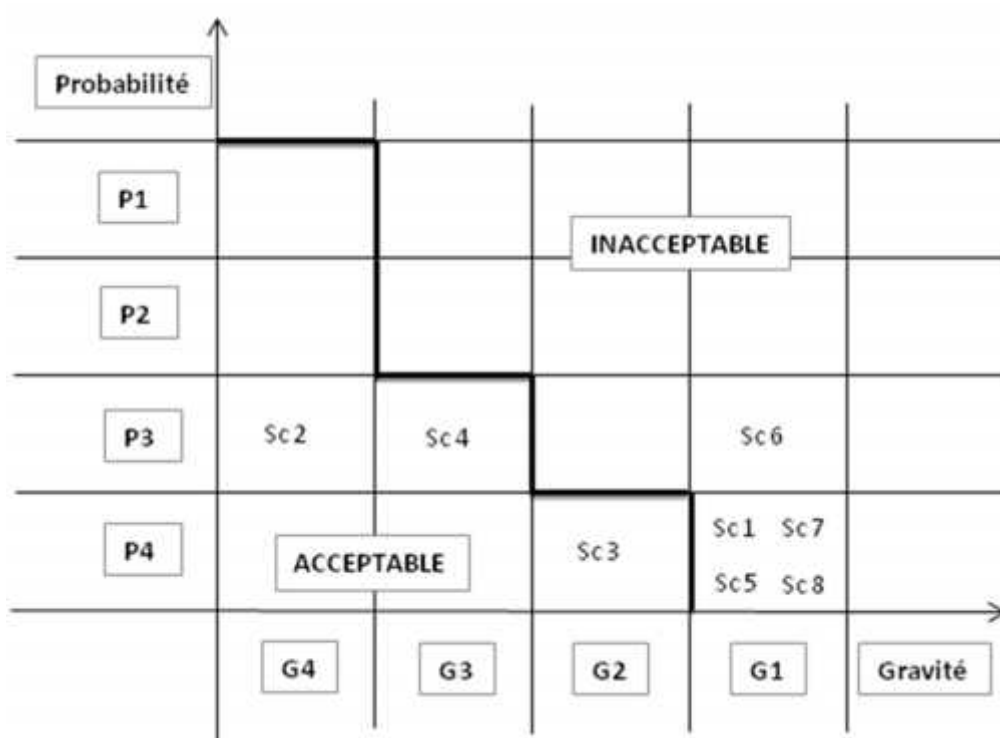 Probabilité
P1
INACCEPTABLE
P2
P3 Sc2 Sc4 Sc6
Sc1 Sc7
P4 ACCEPTABLE Sc3
Sc5 Sc8
G4 G3 G2 G1 Gravité